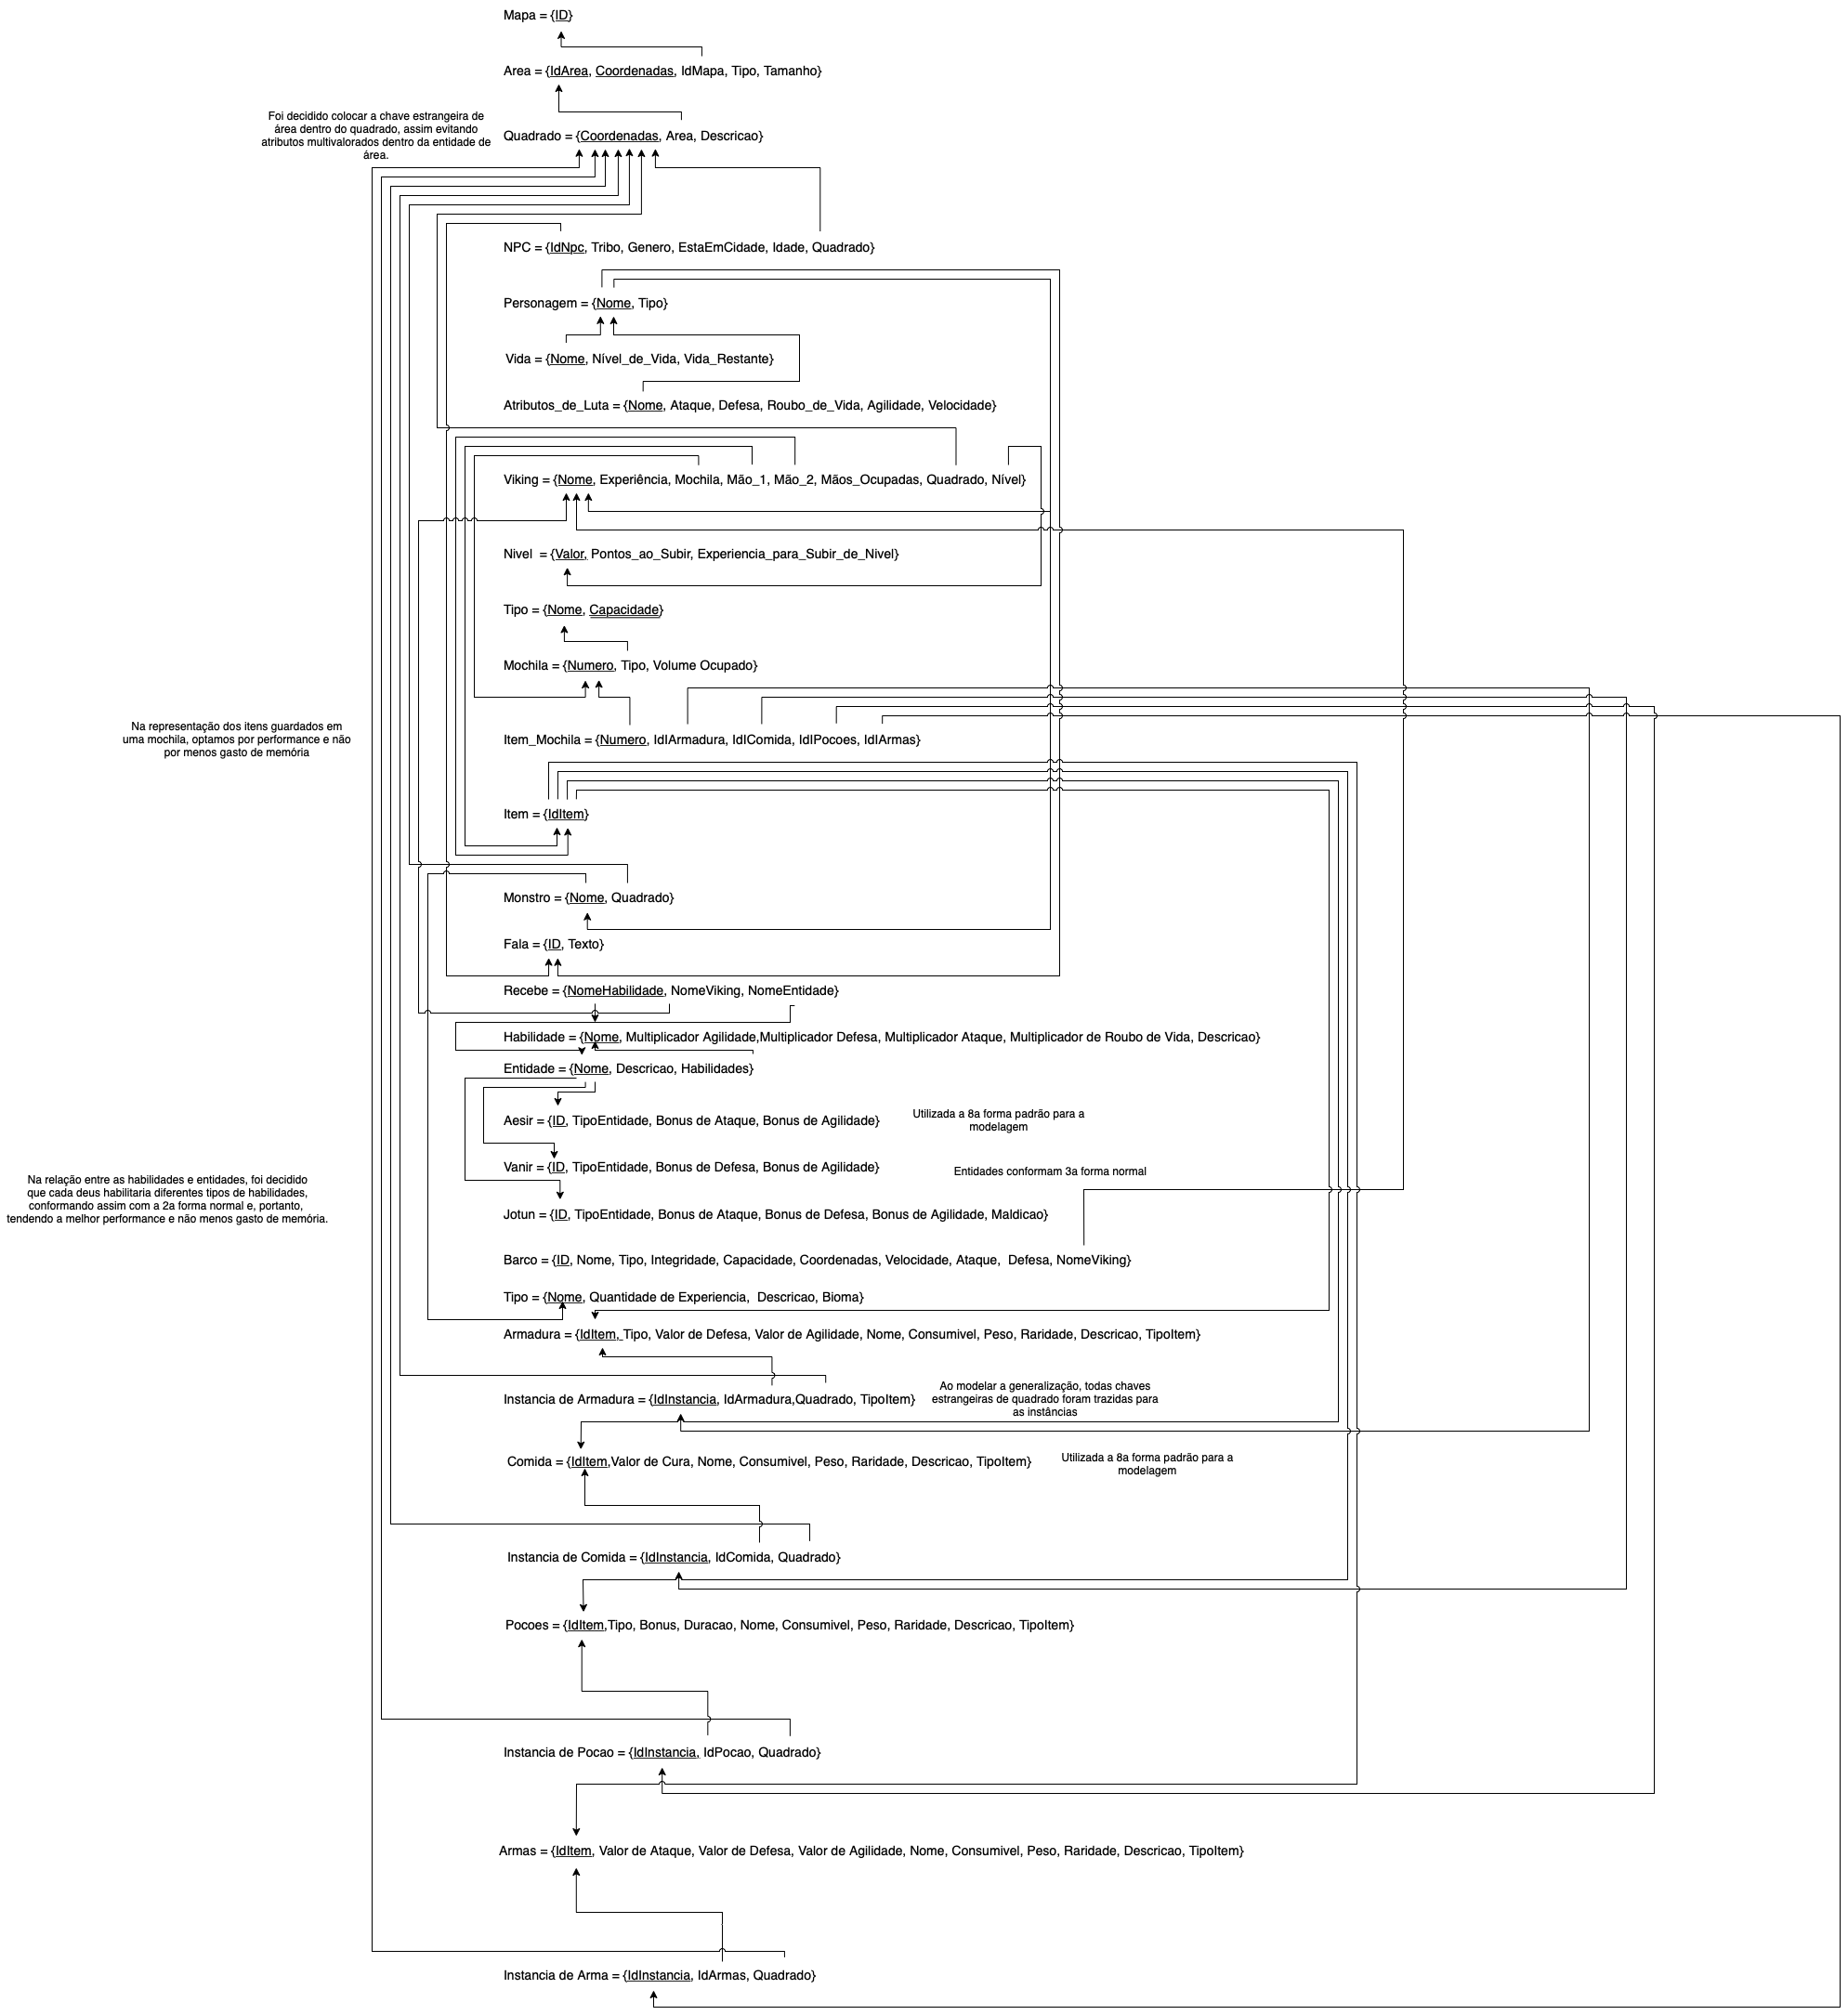 Mapa = {ID}
Area = {IdArea, Coordenadas, IdMapa, Tipo, Tamanho}
Foi decidido colocar a chave estrangeira de
área dentro do quadrado, assim evitando
atributos multivalorados dentro da entidade de
área.
Quadrado = {Coordenadas, Area, Descricao}
NPC = {IdNpc, Tribo, Genero, EstaEmCidade, Idade, Quadrado}
Personagem = {Nome, Tipo}
Vida = {Nome, Nível_de_Vida, Vida_Restante}
Atributos_de_Luta = {Nome, Ataque, Defesa, Roubo_de_Vida, Agilidade, Velocidade}
Viking = {Nome, Experiência, Mochila, Mão_1, Mão_2, Mãos_Ocupadas, Quadrado, Nível}
Nivel  = {Valor, Pontos_ao_Subir, Experiencia_para_Subir_de_Nivel}
Tipo = {Nome, Capacidade}
Mochila = {Numero, Tipo, Volume Ocupado}
Na representação dos itens guardados em
uma mochila, optamos por performance e não
por menos gasto de memória
Item_Mochila = {Numero, IdIArmadura, IdIComida, IdIPocoes, IdIArmas}
Item = {IdItem}
Monstro = {Nome, Quadrado}
Fala = {ID, Texto}
Recebe = {NomeHabilidade, NomeViking, NomeEntidade}
Habilidade = {Nome, Multiplicador Agilidade,Multiplicador Defesa, Multiplicador Ataque, Multiplicador de Roubo de Vida, Descricao}
Entidade = {Nome, Descricao, Habilidades}
Aesir = {ID, TipoEntidade, Bonus de Ataque, Bonus de Agilidade}
Utilizada a 8a forma padrão para a
modelagem
Vanir = {ID, TipoEntidade, Bonus de Defesa, Bonus de Agilidade}
Entidades conformam 3a forma normal
Na relação entre as habilidades e entidades, foi decidido
que cada deus habilitaria diferentes tipos de habilidades,
conformando assim com a 2a forma normal e, portanto,
tendendo a melhor performance e não menos gasto de memória.
Jotun = {ID, TipoEntidade, Bonus de Ataque, Bonus de Defesa, Bonus de Agilidade, Maldicao}
Barco = {ID, Nome, Tipo, Integridade, Capacidade, Coordenadas, Velocidade, Ataque,  Defesa, NomeViking}
Tipo = {Nome, Quantidade de Experiencia,  Descricao, Bioma}
Armadura = {IdItem, Tipo, Valor de Defesa, Valor de Agilidade, Nome, Consumivel, Peso, Raridade, Descricao, TipoItem}
Instancia de Armadura = {IdInstancia, IdArmadura,Quadrado, TipoItem}
Ao modelar a generalização, todas chaves
estrangeiras de quadrado foram trazidas para
as instâncias
Comida = {IdItem,Valor de Cura, Nome, Consumivel, Peso, Raridade, Descricao, TipoItem}
Utilizada a 8a forma padrão para a
modelagem
Instancia de Comida = {IdInstancia, IdComida, Quadrado}
Pocoes = {IdItem,Tipo, Bonus, Duracao, Nome, Consumivel, Peso, Raridade, Descricao, TipoItem}
Instancia de Pocao = {IdInstancia, IdPocao, Quadrado}
Armas = {IdItem, Valor de Ataque, Valor de Defesa, Valor de Agilidade, Nome, Consumivel, Peso, Raridade, Descricao, TipoItem}
Instancia de Arma = {IdInstancia, IdArmas, Quadrado}